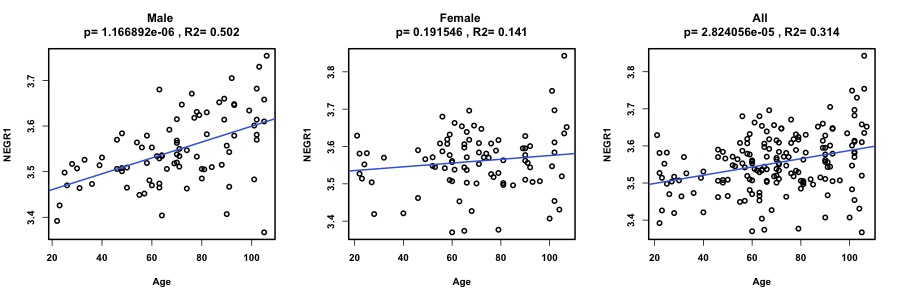 Male
p= 1.166892e-06 , R2= 0.502
NEGR1
3.4 3.5 3.6 3.7
20 40 60 80 100
Age
Female
p= 0.191546 , R2= 0.141
NEGR1
3.4 3.5 3.6 3.7 3.8
20 40 60 80 100
Age
All
p= 2.824056e-05 , R2= 0.314
NEGR1
3.4 3.5 3.6 3.7 3.8
20 40 60 80 100
Age